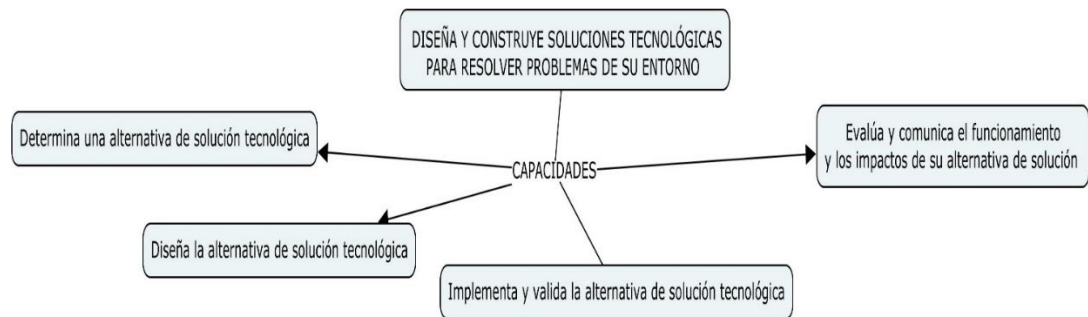 DISEÑA Y CONSTRUYE SOLUCIONES TECNOLÓGICAS
PARA RESOLVER PROBLEMAS DE SU ENTORNO
Determina una alternativa de solución tecnológica
Evalúa y comunica el funcionamiento
y los impactos de su alternativa de solución
CAPACIDADES
Diseña la alternativa de solución tecnológica
Implementa y valida la alternativa de solución tecnológica